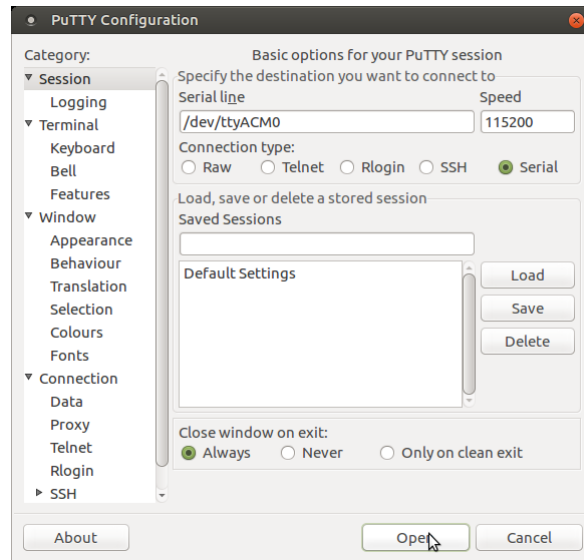 PuTTY Configuration
Category:
Session
Logging
Terminal
Keyboard
Bell
Features
Window
Appearance
Behaviour
Translation
Selection
Colours
Fonts
Connection
Data
Proxy
Telnet
Rlogin
SSH
Basic options for your PuTTY session
Specify the destination you want to connect to
Serial line Speed
/dev/ttyACM0 115200
Connection type:
Raw Telnet Rlogin SSH Serial
Load, save or delete a stored session
Saved Sessions
Default Settings
Load
Save
Delete
Close window on exit:
Always Never Only on clean exit
About Open Cancel